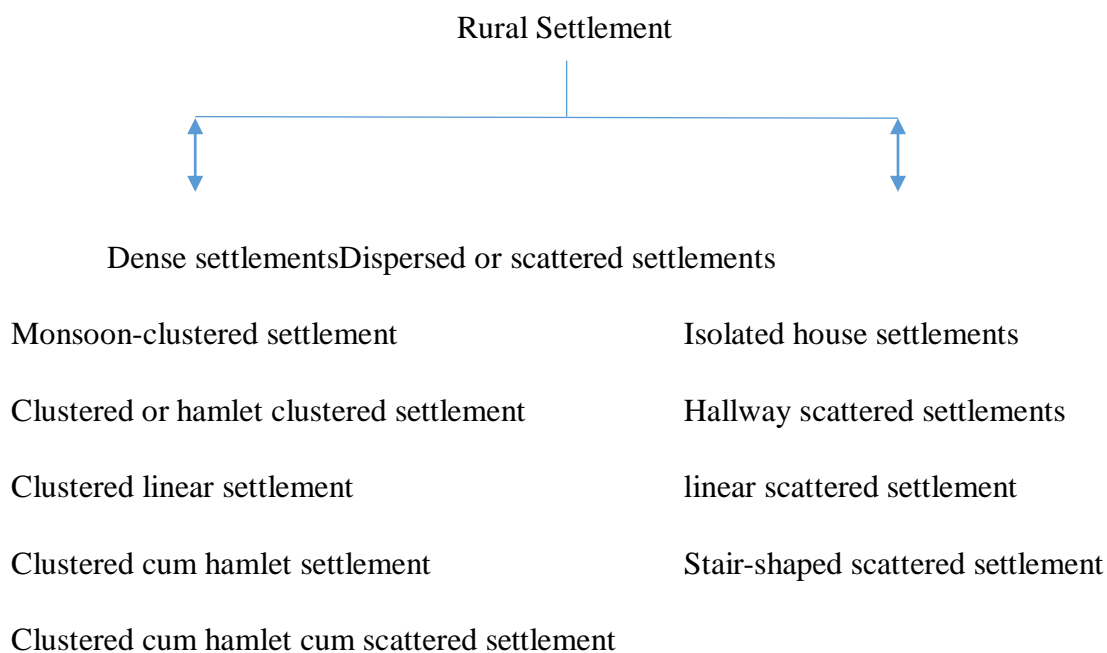 Rural Settlement
Dense settlementsDispersed or scattered settlements
Monsoon-clustered settlement Isolated house settlements
Clustered or hamlet clustered settlement Hallway scattered settlements
Clustered linear settlement linear scattered settlement
Clustered cum hamlet settlement Stair-shaped scattered settlement
Clustered cum hamlet cum scattered settlement